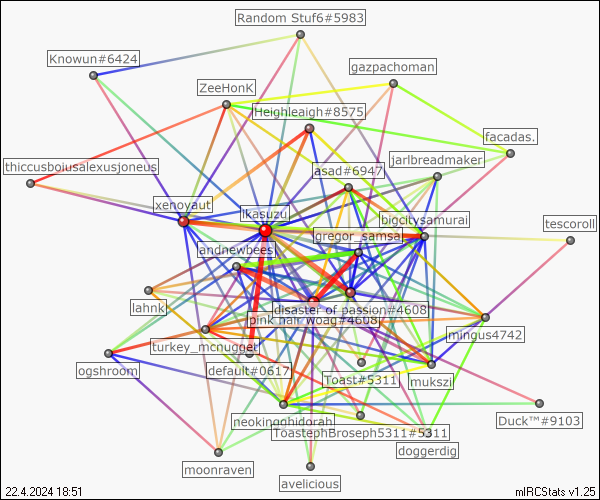 Random Stuf6#5983
Knowun#6424
gazpachoman
ZeeHonK
Heighleaigh#8575
facadas.
thiccusboiusalexusjoneus
asad#6947
jarlbreadmaker
xenoyaut
lkasuzu
bigcitysamurai
tescoroll
gregor_samsa
andnewbees
lahnk
disaster of passion#4608
pink hair woag#4608
mingus4742
turkey_mcnugget
ogshroom
default#0617
Toast#5311
mukszi
neokingghidorah
Duck™#9103
ToastephBroseph5311#5311
doggerdig
moonraven
avelicious
22.4.2024 18:51
mIRCStats v1.25